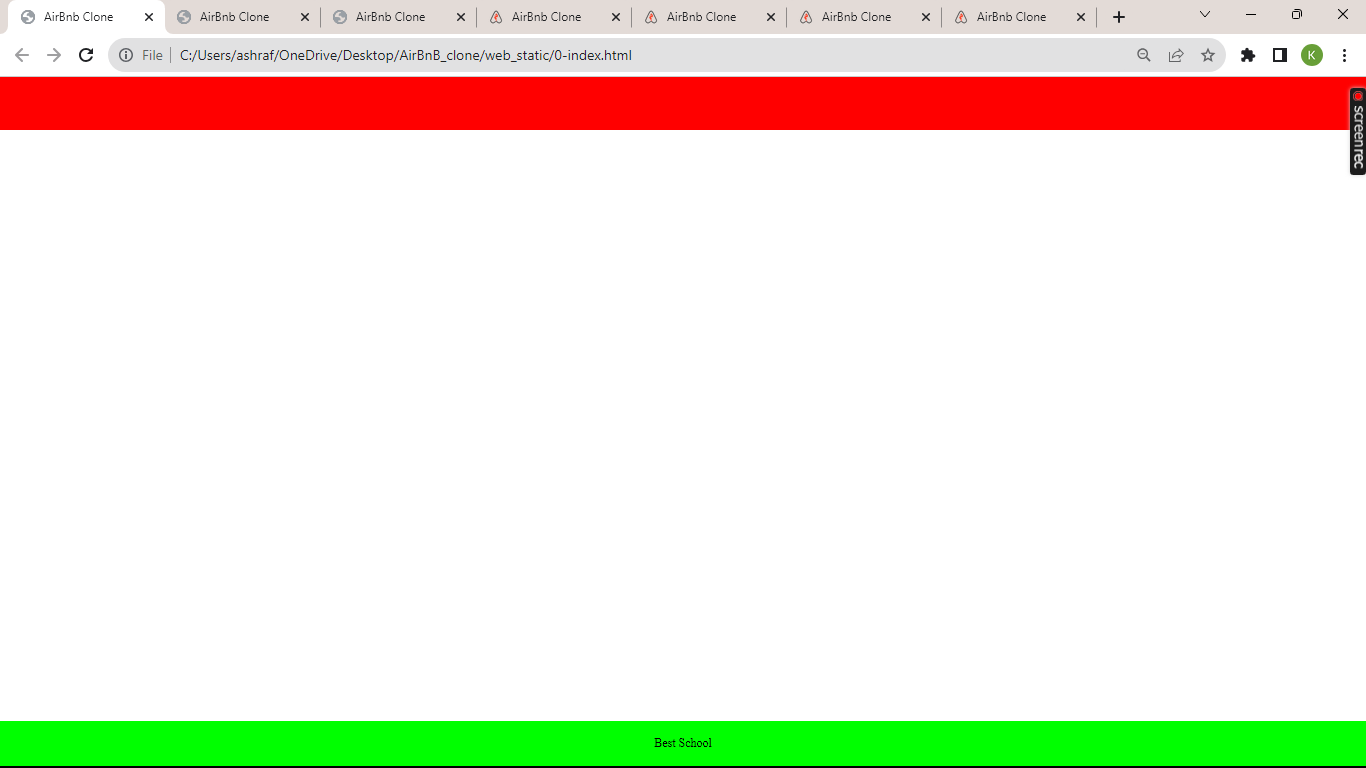 AirBnb Clone AirBnb Clone AirBnb Clone AirBnb Clone AirBnb Clone AirBnb Clone AirBnb Clone
File C:/Users/ashraf/OneDrive/Desktop/AirBnB_clone/web_static/0-index.html K
screenrec
Best School